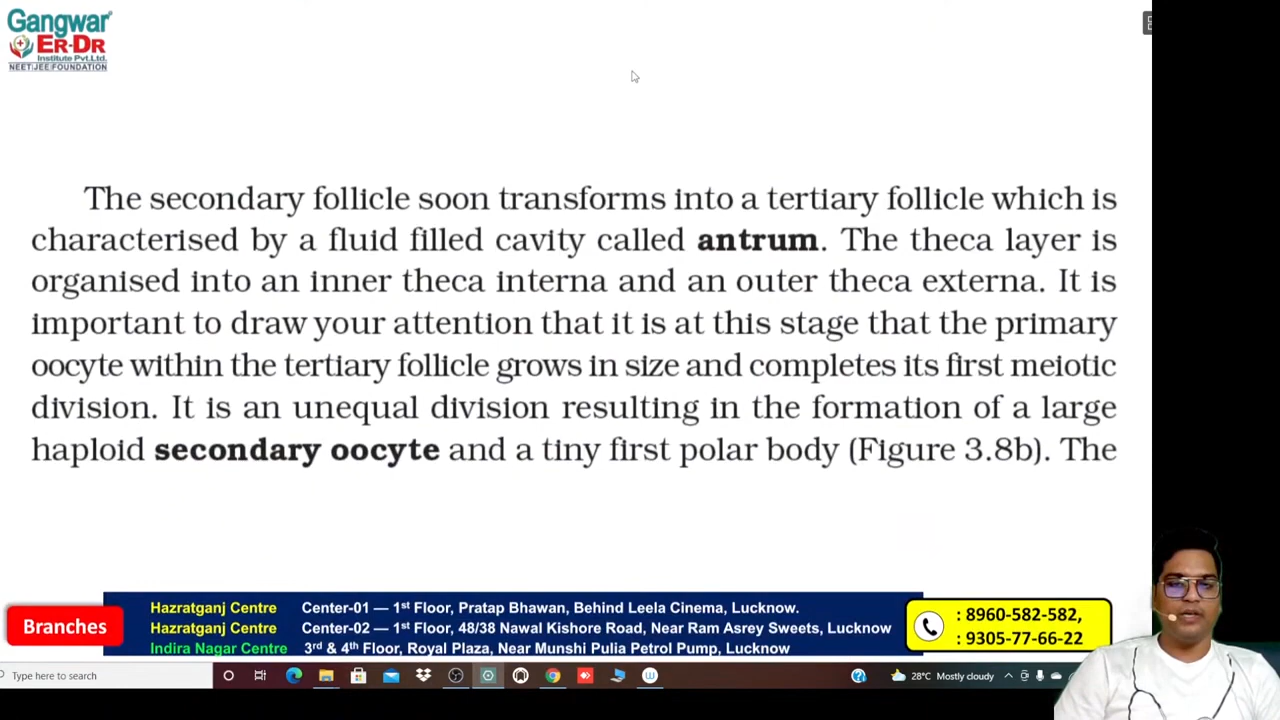 Gangwar
ER-DR
Institute Pvt.Ltd.
NEET|JEE|FOUNDATION
The secondary follicle soon transforms into a tertiary follicle which is
characterised by a fluid filled cavity called antrum. The theca layer is
organised into an inner theca interna and an outer theca externa. It is
important to draw your attention that it is at this stage that the primary
oocyte within the tertiary follicle grows in size and completes its first meiotic
division. It is an unequal division resulting in the formation of a large
haploid secondary oocyte and a tiny first polar body (Figure 3.8b). The
Branches
Hazratganj Centre Center-01 — 1st Floor, Pratap Bhawan, Behind Leela Cinema, Lucknow.
Hazratganj Centre Center-02 — 1st Floor, 48/38 Nawal Kishore Road, Near Ram Asrey Sweets, Lucknow
Indira Nagar Centre 3rd & 4th Floor, Royal Plaza, Near Munshi Pulia Petrol Pump, Lucknow
: 8960-582-582,
: 9305-77-66-22
Type here to search
28°C Mostly cloudy